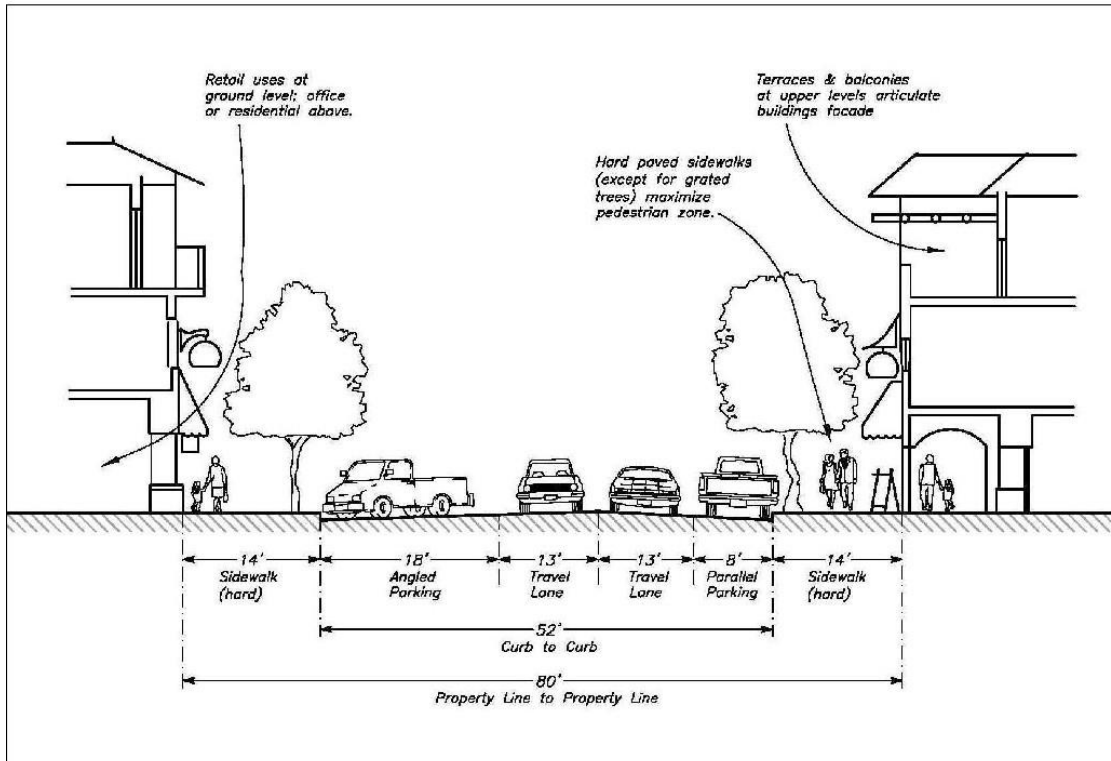 Retail uses at
ground level; office
or residential above.
Terraces & balconies
at upper levels articulate
buildings facade
Hard paved sidewalks
(except for grated
trees) maximize
pedestrian zone.
14' 18' 13' 13' 8' 14'
Sidewalk Angled Travel Travel Parallel Sidewalk
(hard) Parking Lane Lane Parking (hard)
52'
Curb to Curb
80'
Property Line to Property Line